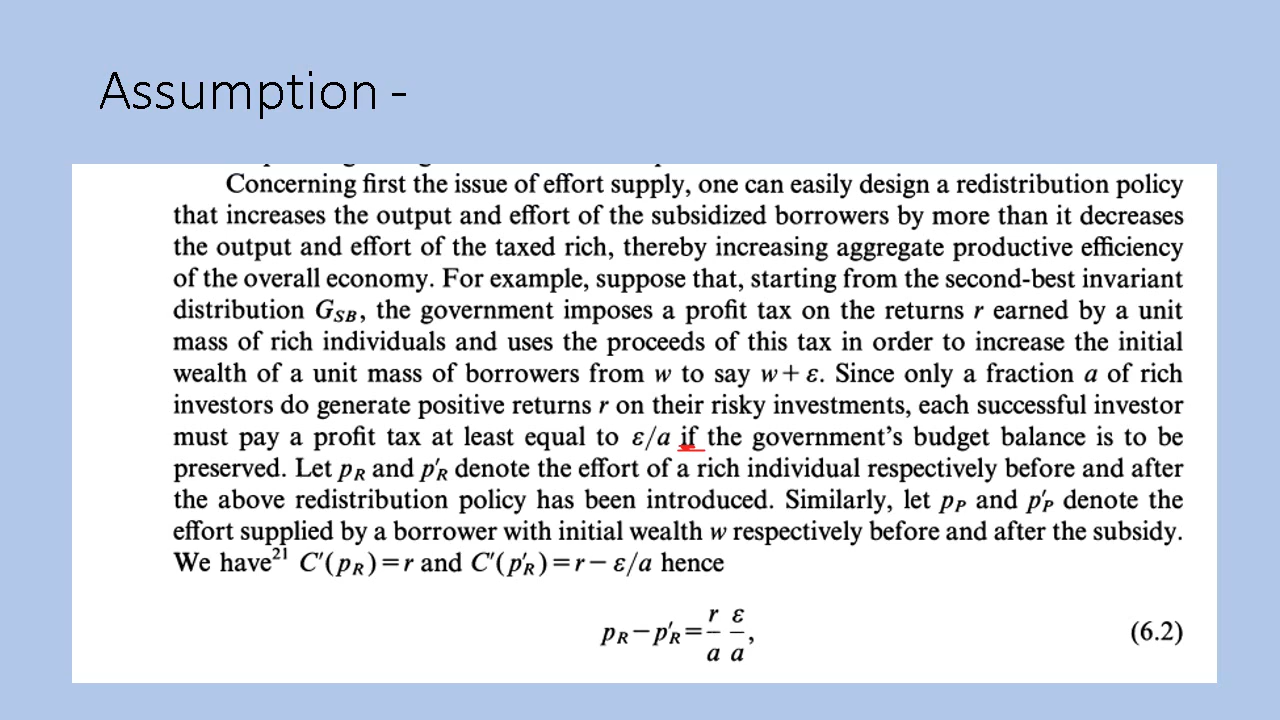 Assumption -
Concerning first the issue of effort supply, one can easily design a redistribution policy
that increases the output and effort of the subsidized borrowers by more than it decreases
the output and effort of the taxed rich, thereby increasing aggregate productive efficiency
of the overall economy. For example, suppose that, starting from the second-best invariant
distribution G_SB, the government imposes a profit tax on the returns r earned by a unit
mass of rich individuals and uses the proceeds of this tax in order to increase the initial
wealth of a unit mass of borrowers from w to say w+ε. Since only a fraction a of rich
investors do generate positive returns r on their risky investments, each successful investor
must pay a profit tax at least equal to ε/a if the government's budget balance is to be
preserved. Let p_R and p'_R denote the effort of a rich individual respectively before and after
the above redistribution policy has been introduced. Similarly, let p_P and p'_P denote the
effort supplied by a borrower with initial wealth w respectively before and after the subsidy.
We have²¹ C'(p_R)=r and C'(p'_R)=r−ε/a hence
p_R−p'_R=r/a ε/a, (6.2)